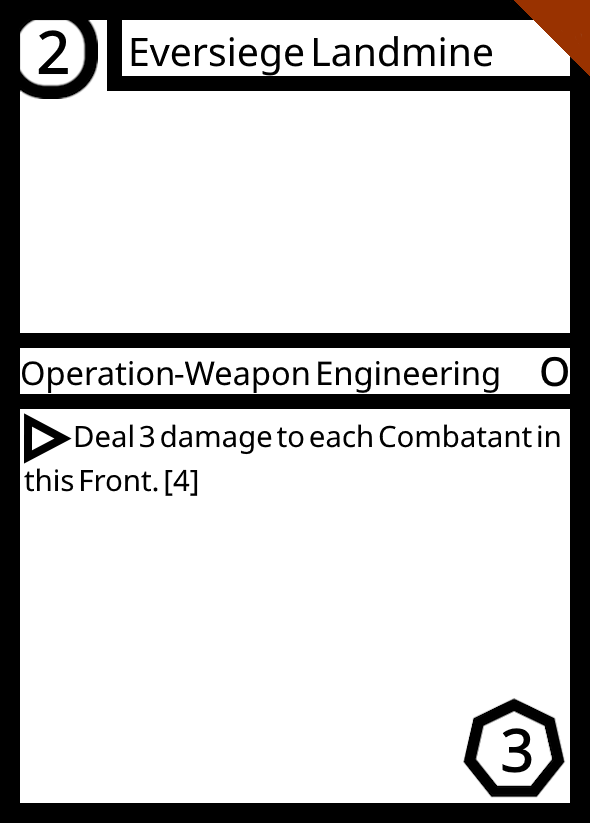 2
Eversiege Landmine
Operation-Weapon Engineering O
Deal 3 damage to each Combatant in
this Front. [4]
3